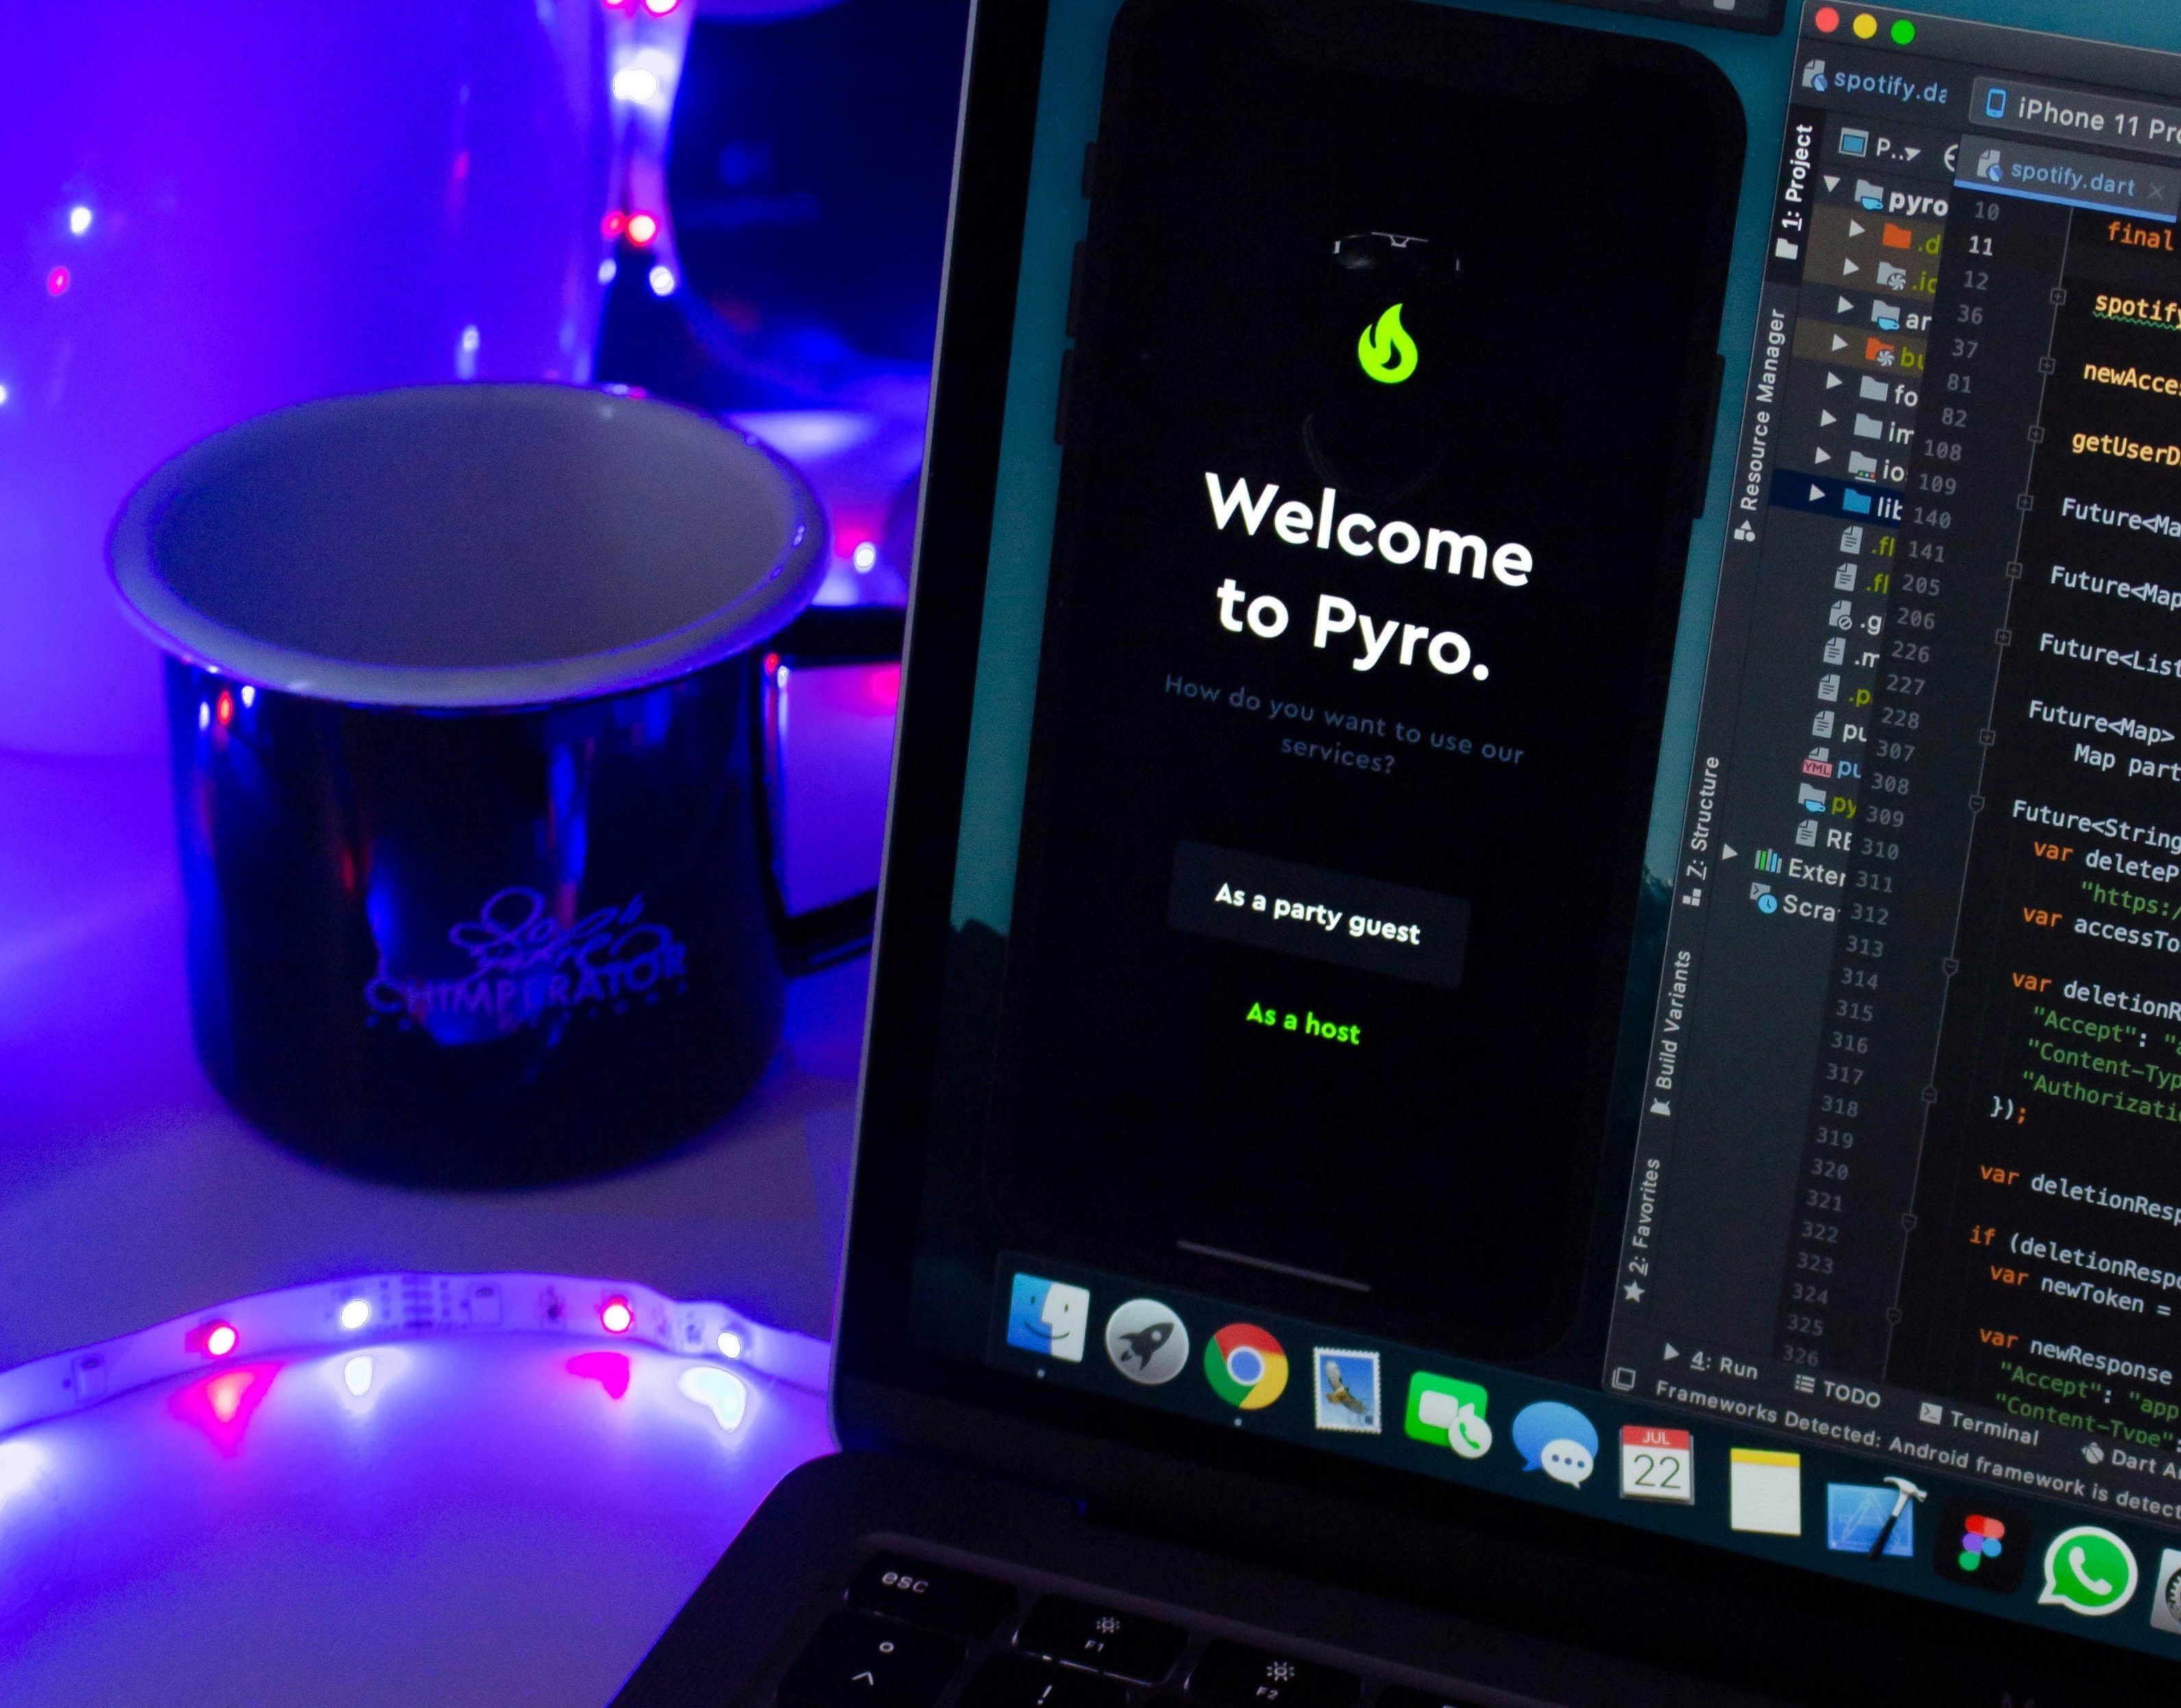 CHIMPERATOR
Welcome
to Pyro.
How do you want to use our
services?
As a party guest
As a host
spotify.da
iPhone 11 Pro
1: Project
Resource Manager
7: Structure
Build Variants
2: Favorites
P..
pyro
.d
.id
ar
bu
fo
im
io
lib
.fl
.fl
.g
.m
.p
pu
YML pu
py
RE
Exter
Scra
spotify.dart
10
final
11
12
spotify
36
37
newAcce
81
82
getUserD
108
109
Future<Ma
140
141
Future<Map
205
206
Future<List
226
227
Future<Map>
228
Map part
307
308
Future<String
309
var deleteP
310
"https:/
311
var accessTo
312
313
var deletionR
314
"Accept": "a
315
"Content-Typ
316
"Authorizati
317
});
318
319
var deletionResp
320
321
if (deletionRespo
322
var newToken =
323
324
var newResponse
325
"Accept": "app
326
"Content-Type":
4: Run
TODO
Terminal
Dart A
Frameworks Detected: Android framework is detect
JUL
22
esc
F1
F2
°
^
!